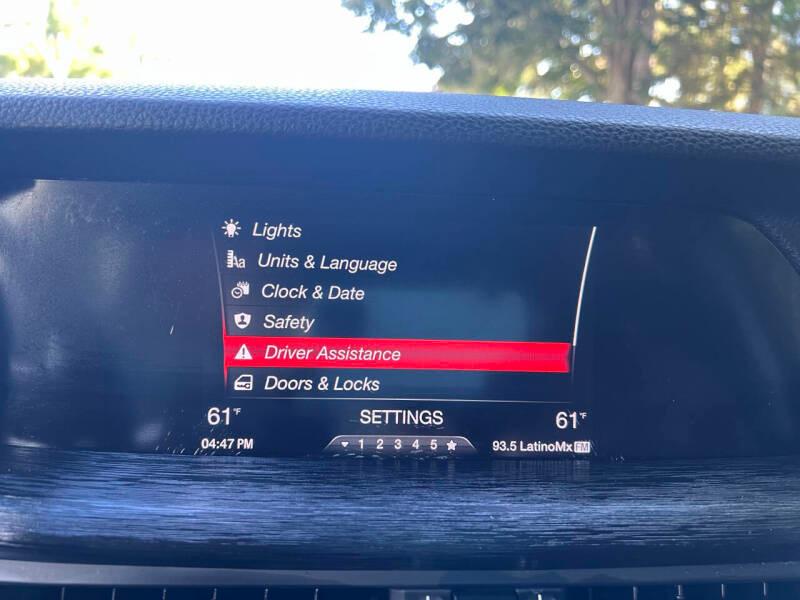 Lights
Aa Units & Language
Clock & Date
Safety
Driver Assistance
Doors & Locks
61°F SETTINGS 61°F
04:47 PM 1 2 3 4 5 93.5 LatinoMx FM